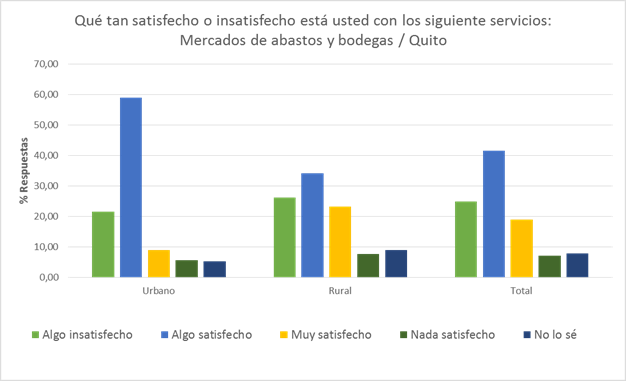 Qué tan satisfecho o insatisfecho está usted con los siguiente servicios:
Mercados de abastos y bodegas / Quito
70,00
60,00
50,00
40,00
30,00
20,00
10,00
0,00
% Respuestas
Urbano Rural Total
Algo insatisfecho Algo satisfecho Muy satisfecho Nada satisfecho No lo sé